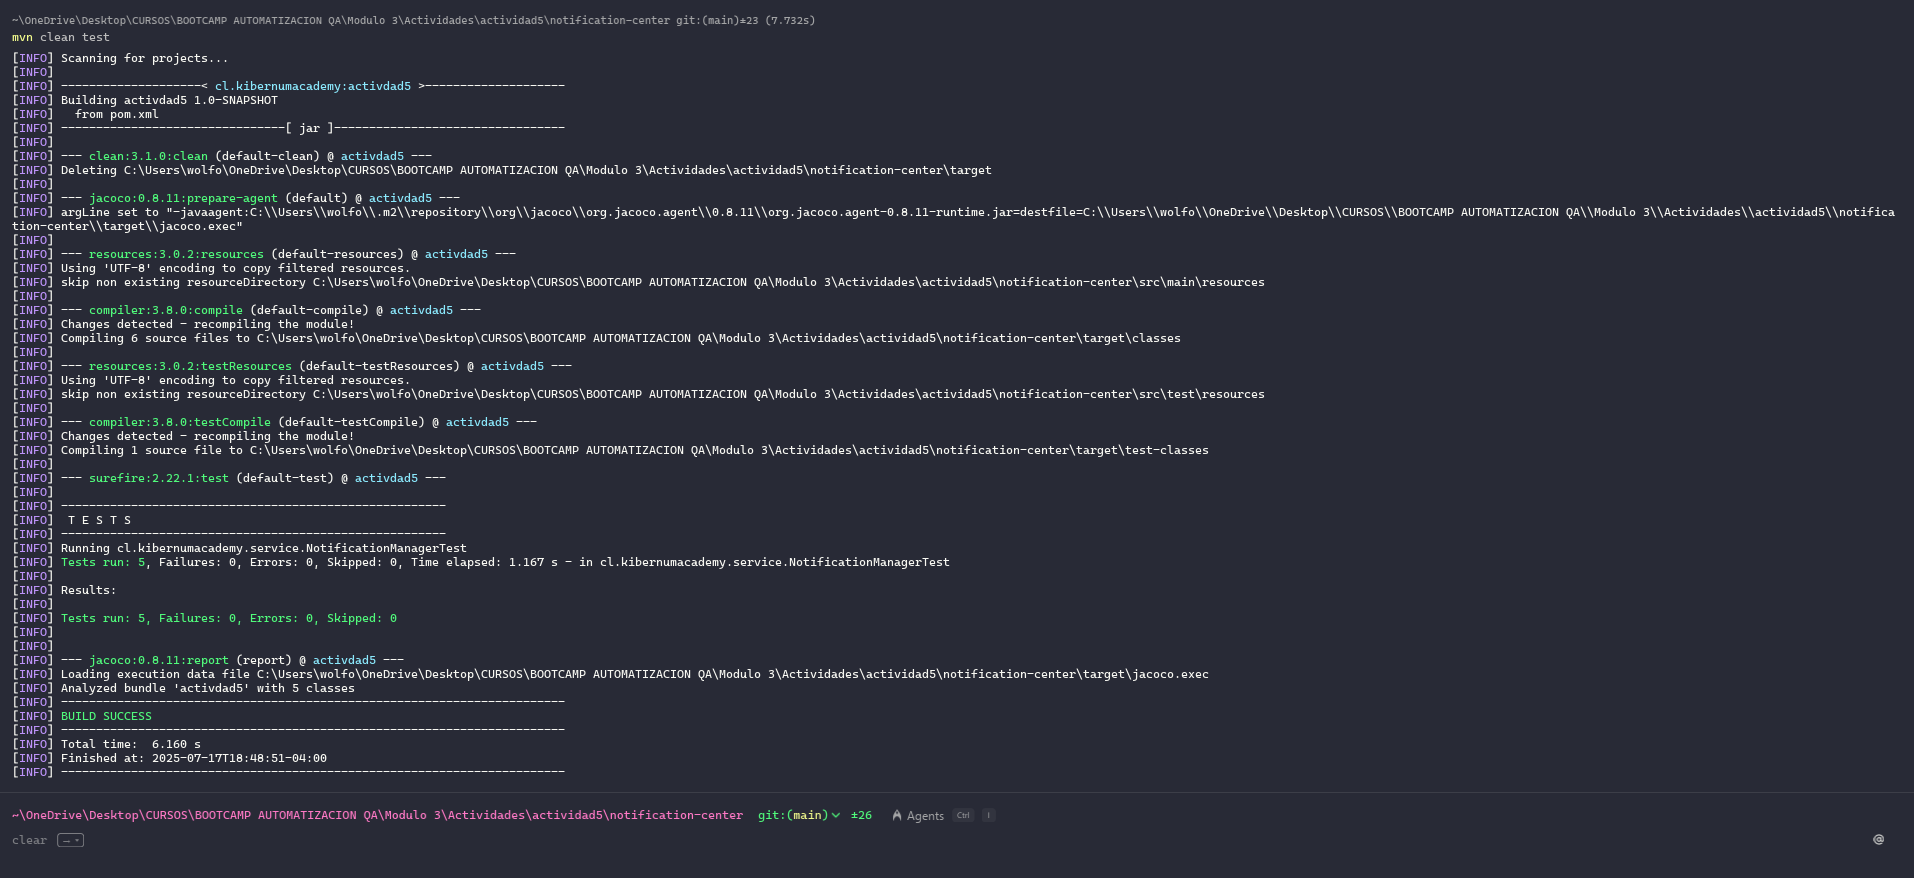 ~\OneDrive\Desktop\CURSOS\BOOTCAMP AUTOMATIZACION QA\Modulo 3\Actividades\actividad5\notification-center git:(main)±23 (7.732s)
mvn clean test
[INFO] Scanning for projects...
[INFO]
[INFO] --------------------< cl.kibernumacademy:activdad5 >--------------------
[INFO] Building activdad5 1.0-SNAPSHOT
[INFO]   from pom.xml
[INFO] --------------------------------[ jar ]---------------------------------
[INFO]
[INFO] --- clean:3.1.0:clean (default-clean) @ activdad5 ---
[INFO] Deleting C:\Users\wolfo\OneDrive\Desktop\CURSOS\BOOTCAMP AUTOMATIZACION QA\Modulo 3\Actividades\actividad5\notification-center\target
[INFO]
[INFO] --- jacoco:0.8.11:prepare-agent (default) @ activdad5 ---
[INFO] argLine set to "-javaagent:C:\\Users\\wolfo\\.m2\\repository\\org\\jacoco\\org.jacoco.agent\\0.8.11\\org.jacoco.agent-0.8.11-runtime.jar=destfile=C:\\Users\\wolfo\\OneDrive\\Desktop\\CURSOS\\BOOTCAMP AUTOMATIZACION QA\\Modulo 3\\Actividades\\actividad5\\notifica
tion-center\\target\\jacoco.exec"
[INFO]
[INFO] --- resources:3.0.2:resources (default-resources) @ activdad5 ---
[INFO] Using 'UTF-8' encoding to copy filtered resources.
[INFO] skip non existing resourceDirectory C:\Users\wolfo\OneDrive\Desktop\CURSOS\BOOTCAMP AUTOMATIZACION QA\Modulo 3\Actividades\actividad5\notification-center\src\main\resources
[INFO]
[INFO] --- compiler:3.8.0:compile (default-compile) @ activdad5 ---
[INFO] Changes detected - recompiling the module!
[INFO] Compiling 6 source files to C:\Users\wolfo\OneDrive\Desktop\CURSOS\BOOTCAMP AUTOMATIZACION QA\Modulo 3\Actividades\actividad5\notification-center\target\classes
[INFO]
[INFO] --- resources:3.0.2:testResources (default-testResources) @ activdad5 ---
[INFO] Using 'UTF-8' encoding to copy filtered resources.
[INFO] skip non existing resourceDirectory C:\Users\wolfo\OneDrive\Desktop\CURSOS\BOOTCAMP AUTOMATIZACION QA\Modulo 3\Actividades\actividad5\notification-center\src\test\resources
[INFO]
[INFO] --- compiler:3.8.0:testCompile (default-testCompile) @ activdad5 ---
[INFO] Changes detected - recompiling the module!
[INFO] Compiling 1 source file to C:\Users\wolfo\OneDrive\Desktop\CURSOS\BOOTCAMP AUTOMATIZACION QA\Modulo 3\Actividades\actividad5\notification-center\target\test-classes
[INFO]
[INFO] --- surefire:2.22.1:test (default-test) @ activdad5 ---
[INFO]
[INFO] -------------------------------------------------------
[INFO]  T E S T S
[INFO] -------------------------------------------------------
[INFO] Running cl.kibernumacademy.service.NotificationManagerTest
[INFO] Tests run: 5, Failures: 0, Errors: 0, Skipped: 0, Time elapsed: 1.167 s - in cl.kibernumacademy.service.NotificationManagerTest
[INFO]
[INFO] Results:
[INFO]
[INFO] Tests run: 5, Failures: 0, Errors: 0, Skipped: 0
[INFO]
[INFO]
[INFO] --- jacoco:0.8.11:report (report) @ activdad5 ---
[INFO] Loading execution data file C:\Users\wolfo\OneDrive\Desktop\CURSOS\BOOTCAMP AUTOMATIZACION QA\Modulo 3\Actividades\actividad5\notification-center\target\jacoco.exec
[INFO] Analyzed bundle 'activdad5' with 5 classes
[INFO] ------------------------------------------------------------------------
[INFO] BUILD SUCCESS
[INFO] ------------------------------------------------------------------------
[INFO] Total time:  6.160 s
[INFO] Finished at: 2025-07-17T18:48:51-04:00
[INFO] ------------------------------------------------------------------------
~\OneDrive\Desktop\CURSOS\BOOTCAMP AUTOMATIZACION QA\Modulo 3\Actividades\actividad5\notification-center git:(main) ±26 Agents Ctrl I
clear → @